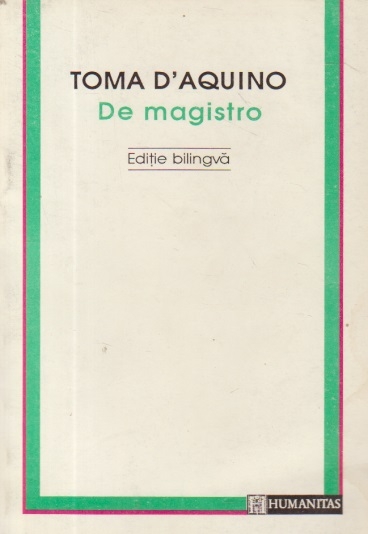 TOMA D'AQUINO
De magistro
Ediție bilingvă
HUMANITAS